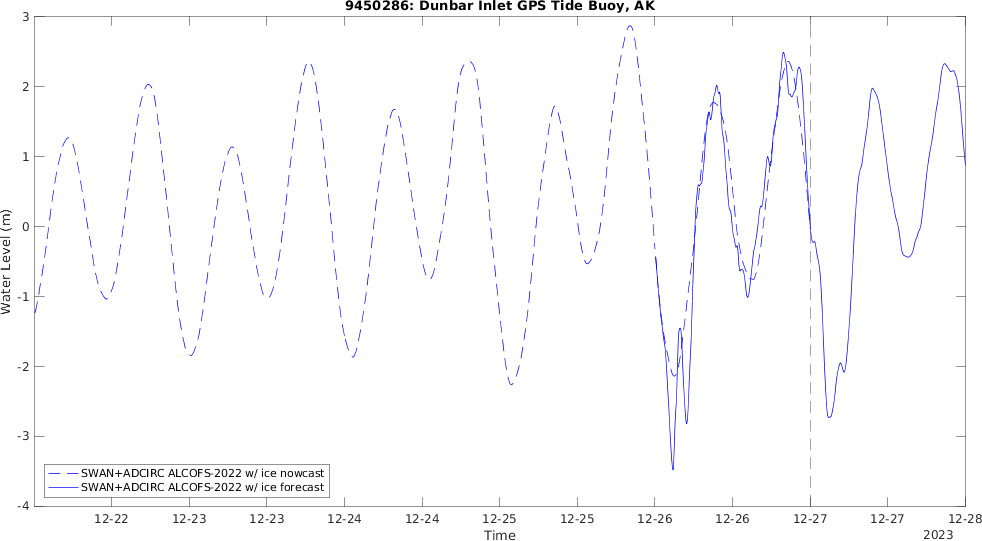 9450286: Dunbar Inlet GPS Tide Buoy, AK
3
2
1
0
-1
-2
-3
-4
Water Level (m)
SWAN+ADCIRC ALCOFS-2022 w/ ice nowcast
SWAN+ADCIRC ALCOFS-2022 w/ ice forecast
12-22 12-23 12-23 12-24 12-24 12-25 12-25 12-26 12-26 12-27 12-27 12-28
Time
2023